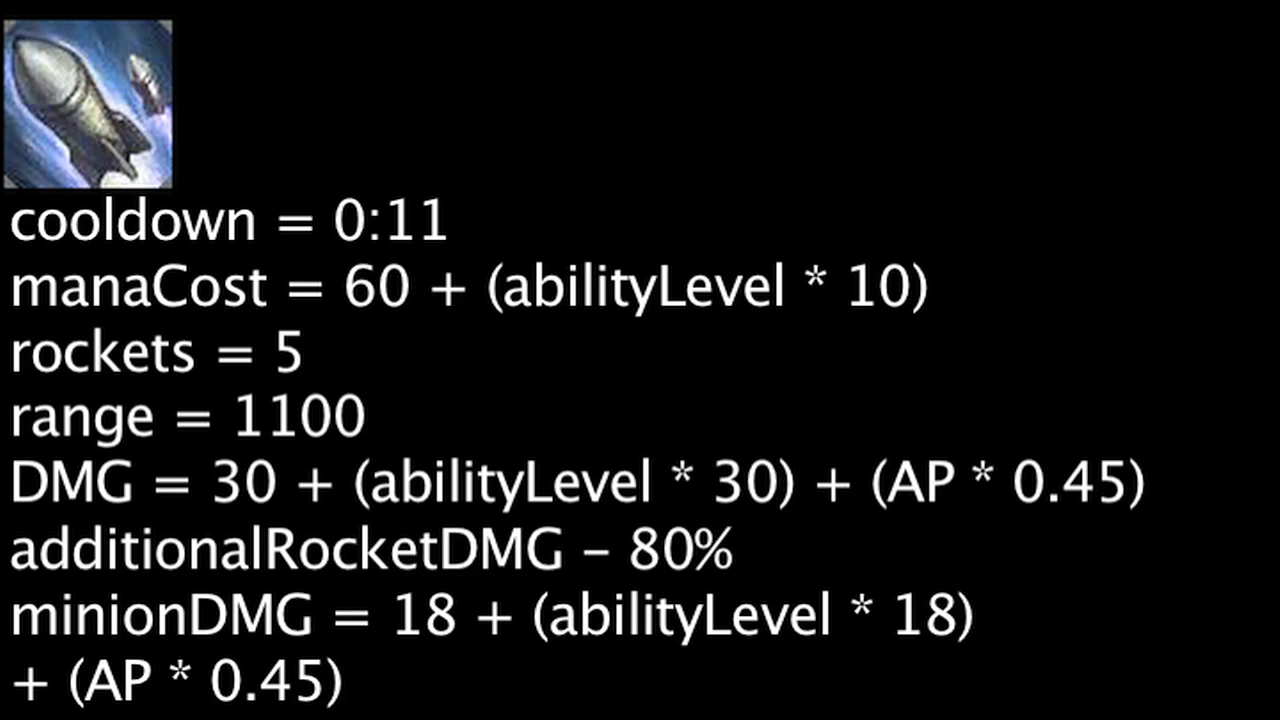 cooldown = 0:11
manaCost = 60 + (abilityLevel * 10)
rockets = 5
range = 1100
DMG = 30 + (abilityLevel * 30) + (AP * 0.45)
additionalRocketDMG – 80%
minionDMG = 18 + (abilityLevel * 18)
+ (AP * 0.45)